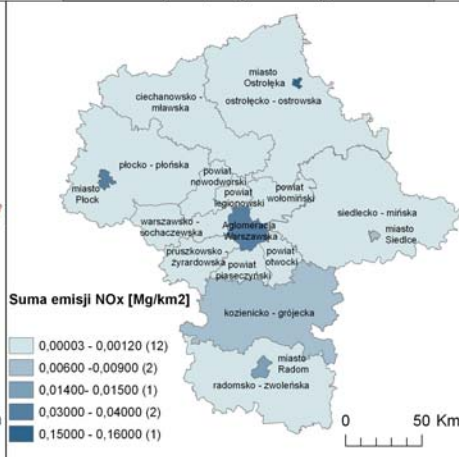 miasto
Ostrołęka
ostrołęcko - ostrowska
ciechanowsko -
mławska
płocko - płońska
miasto
Płock
powiat
nowodworski
powiat
legionowski
powiat
wołomiński
siedlecko - mińska
miasto
Siedlce
warszawsko -
sochaczewska
Aglomeracja
Warszawska
pruszkowsko -
żyrardowska
powiat
piaseczyński
powiat
otwocki
kozienicko - grójecka
miasto
Radom
radomsko - zwoleńska
Suma emisji NOx [Mg/km2]
0,00003 - 0,00120 (12)
0,00600 -0,00900 (2)
0,01400- 0,01500 (1)
0,03000 - 0,04000 (2)
0,15000 - 0,16000 (1)
0 50 Km